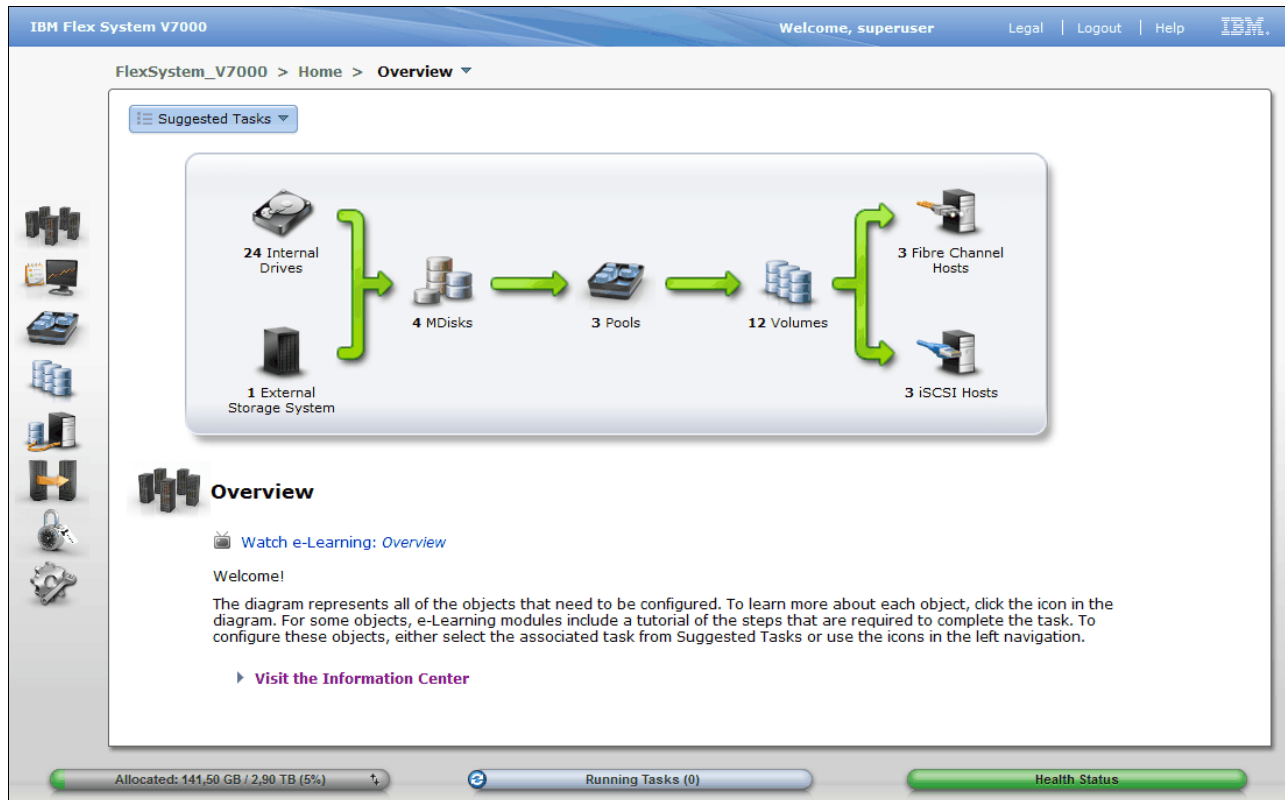 IBM Flex System V7000
Welcome, superuser
Legal | Logout | Help
IBM.
FlexSystem_V7000 > Home > Overview
Suggested Tasks
24 Internal
Drives
1 External
Storage System
4 MDisks
3 Pools
12 Volumes
3 Fibre Channel
Hosts
3 iSCSI Hosts
Overview
Watch e-Learning: Overview
Welcome!
The diagram represents all of the objects that need to be configured. To learn more about each object, click the icon in the
diagram. For some objects, e-Learning modules include a tutorial of the steps that are required to complete the task. To
configure these objects, either select the associated task from Suggested Tasks or use the icons in the left navigation.
Visit the Information Center
Allocated: 141,50 GB / 2,90 TB (5%)
Running Tasks (0)
Health Status